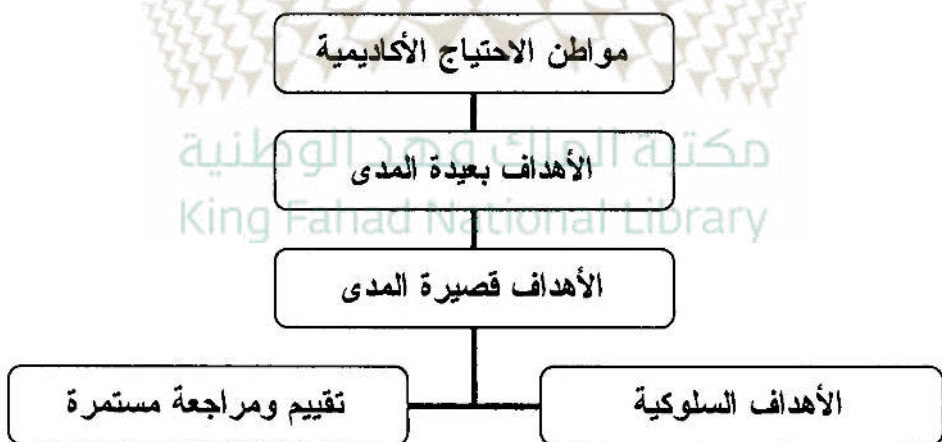 مواطن الاحتياج الأكاديمية
مكتبة الملك فهد الوطنية
الأهداف بعيدة المدى
King Fahad National Library
الأهداف قصيرة المدى
الأهداف السلوكية
تقييم ومراجعة مستمرة